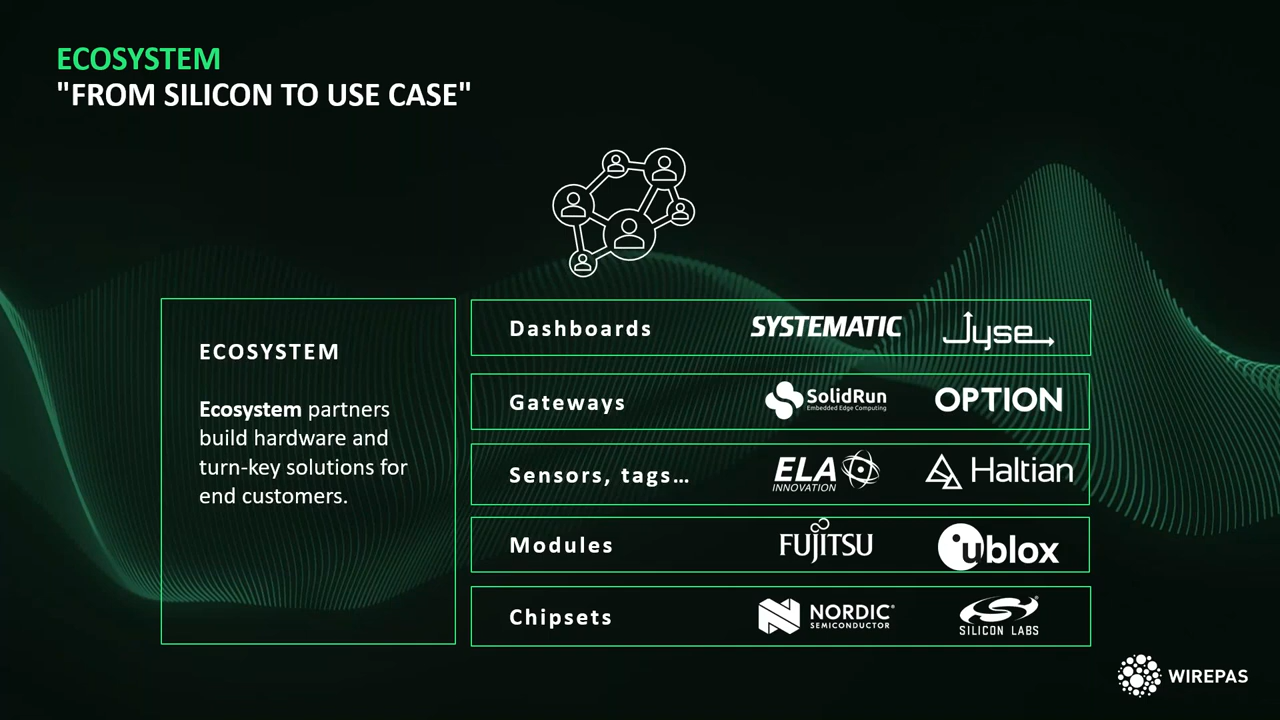 ECOSYSTEM
"FROM SILICON TO USE CASE"
ECOSYSTEM
Ecosystem partners
build hardware and
turn-key solutions for
end customers.
Dashboards SYSTEMATIC Jyse
Gateways SolidRun Embedded Edge Computing OPTION
Sensors, tags… ELA INNOVATION Haltian
Modules FUJITSU ublox
Chipsets NORDIC® SEMICONDUCTOR SILICON LABS®
WIREPAS